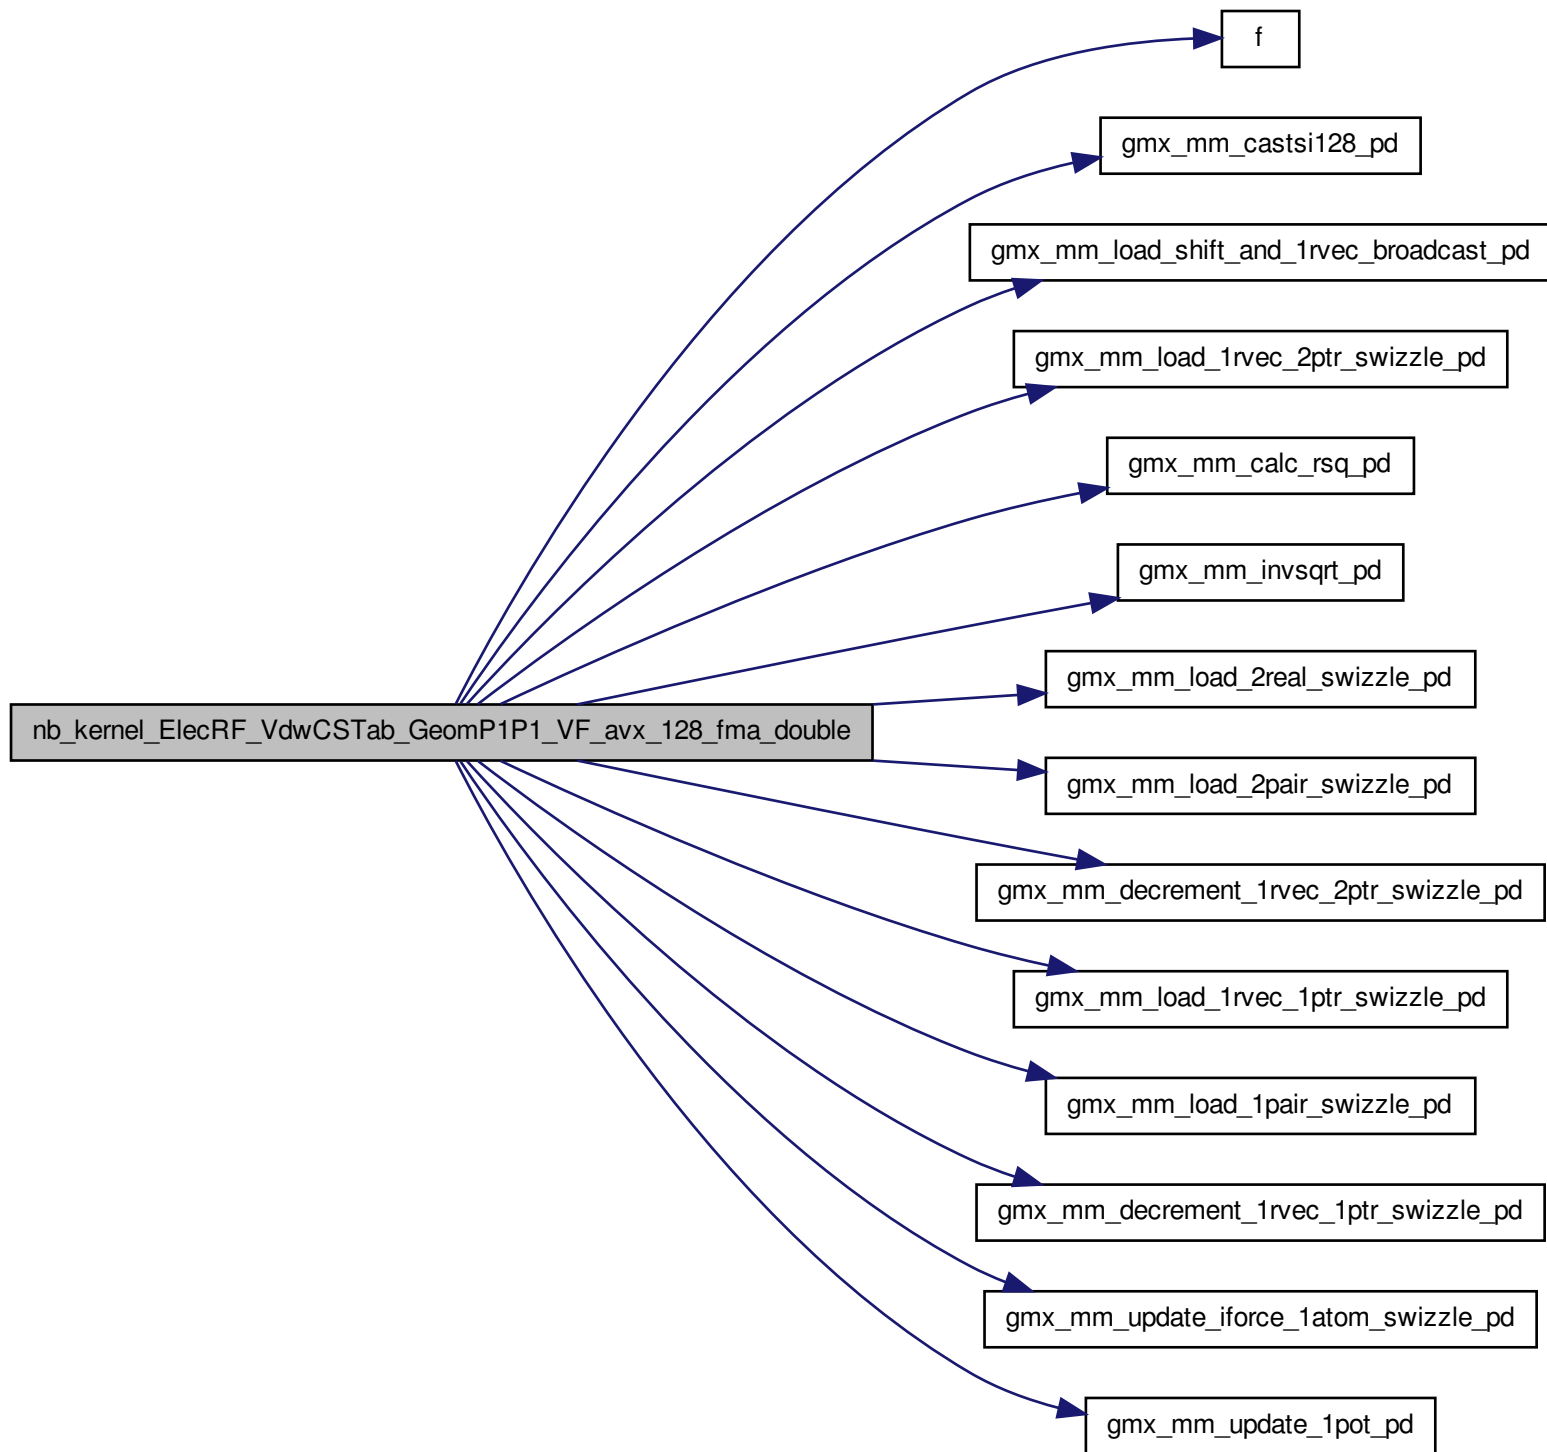 f
gmx_mm_castsi128_pd
gmx_mm_load_shift_and_1rvec_broadcast_pd
gmx_mm_load_1rvec_2ptr_swizzle_pd
gmx_mm_calc_rsq_pd
gmx_mm_invsqrt_pd
gmx_mm_load_2real_swizzle_pd
nb_kernel_ElecRF_VdwCSTab_GeomP1P1_VF_avx_128_fma_double
gmx_mm_load_2pair_swizzle_pd
gmx_mm_decrement_1rvec_2ptr_swizzle_pd
gmx_mm_load_1rvec_1ptr_swizzle_pd
gmx_mm_load_1pair_swizzle_pd
gmx_mm_decrement_1rvec_1ptr_swizzle_pd
gmx_mm_update_iforce_1atom_swizzle_pd
gmx_mm_update_1pot_pd